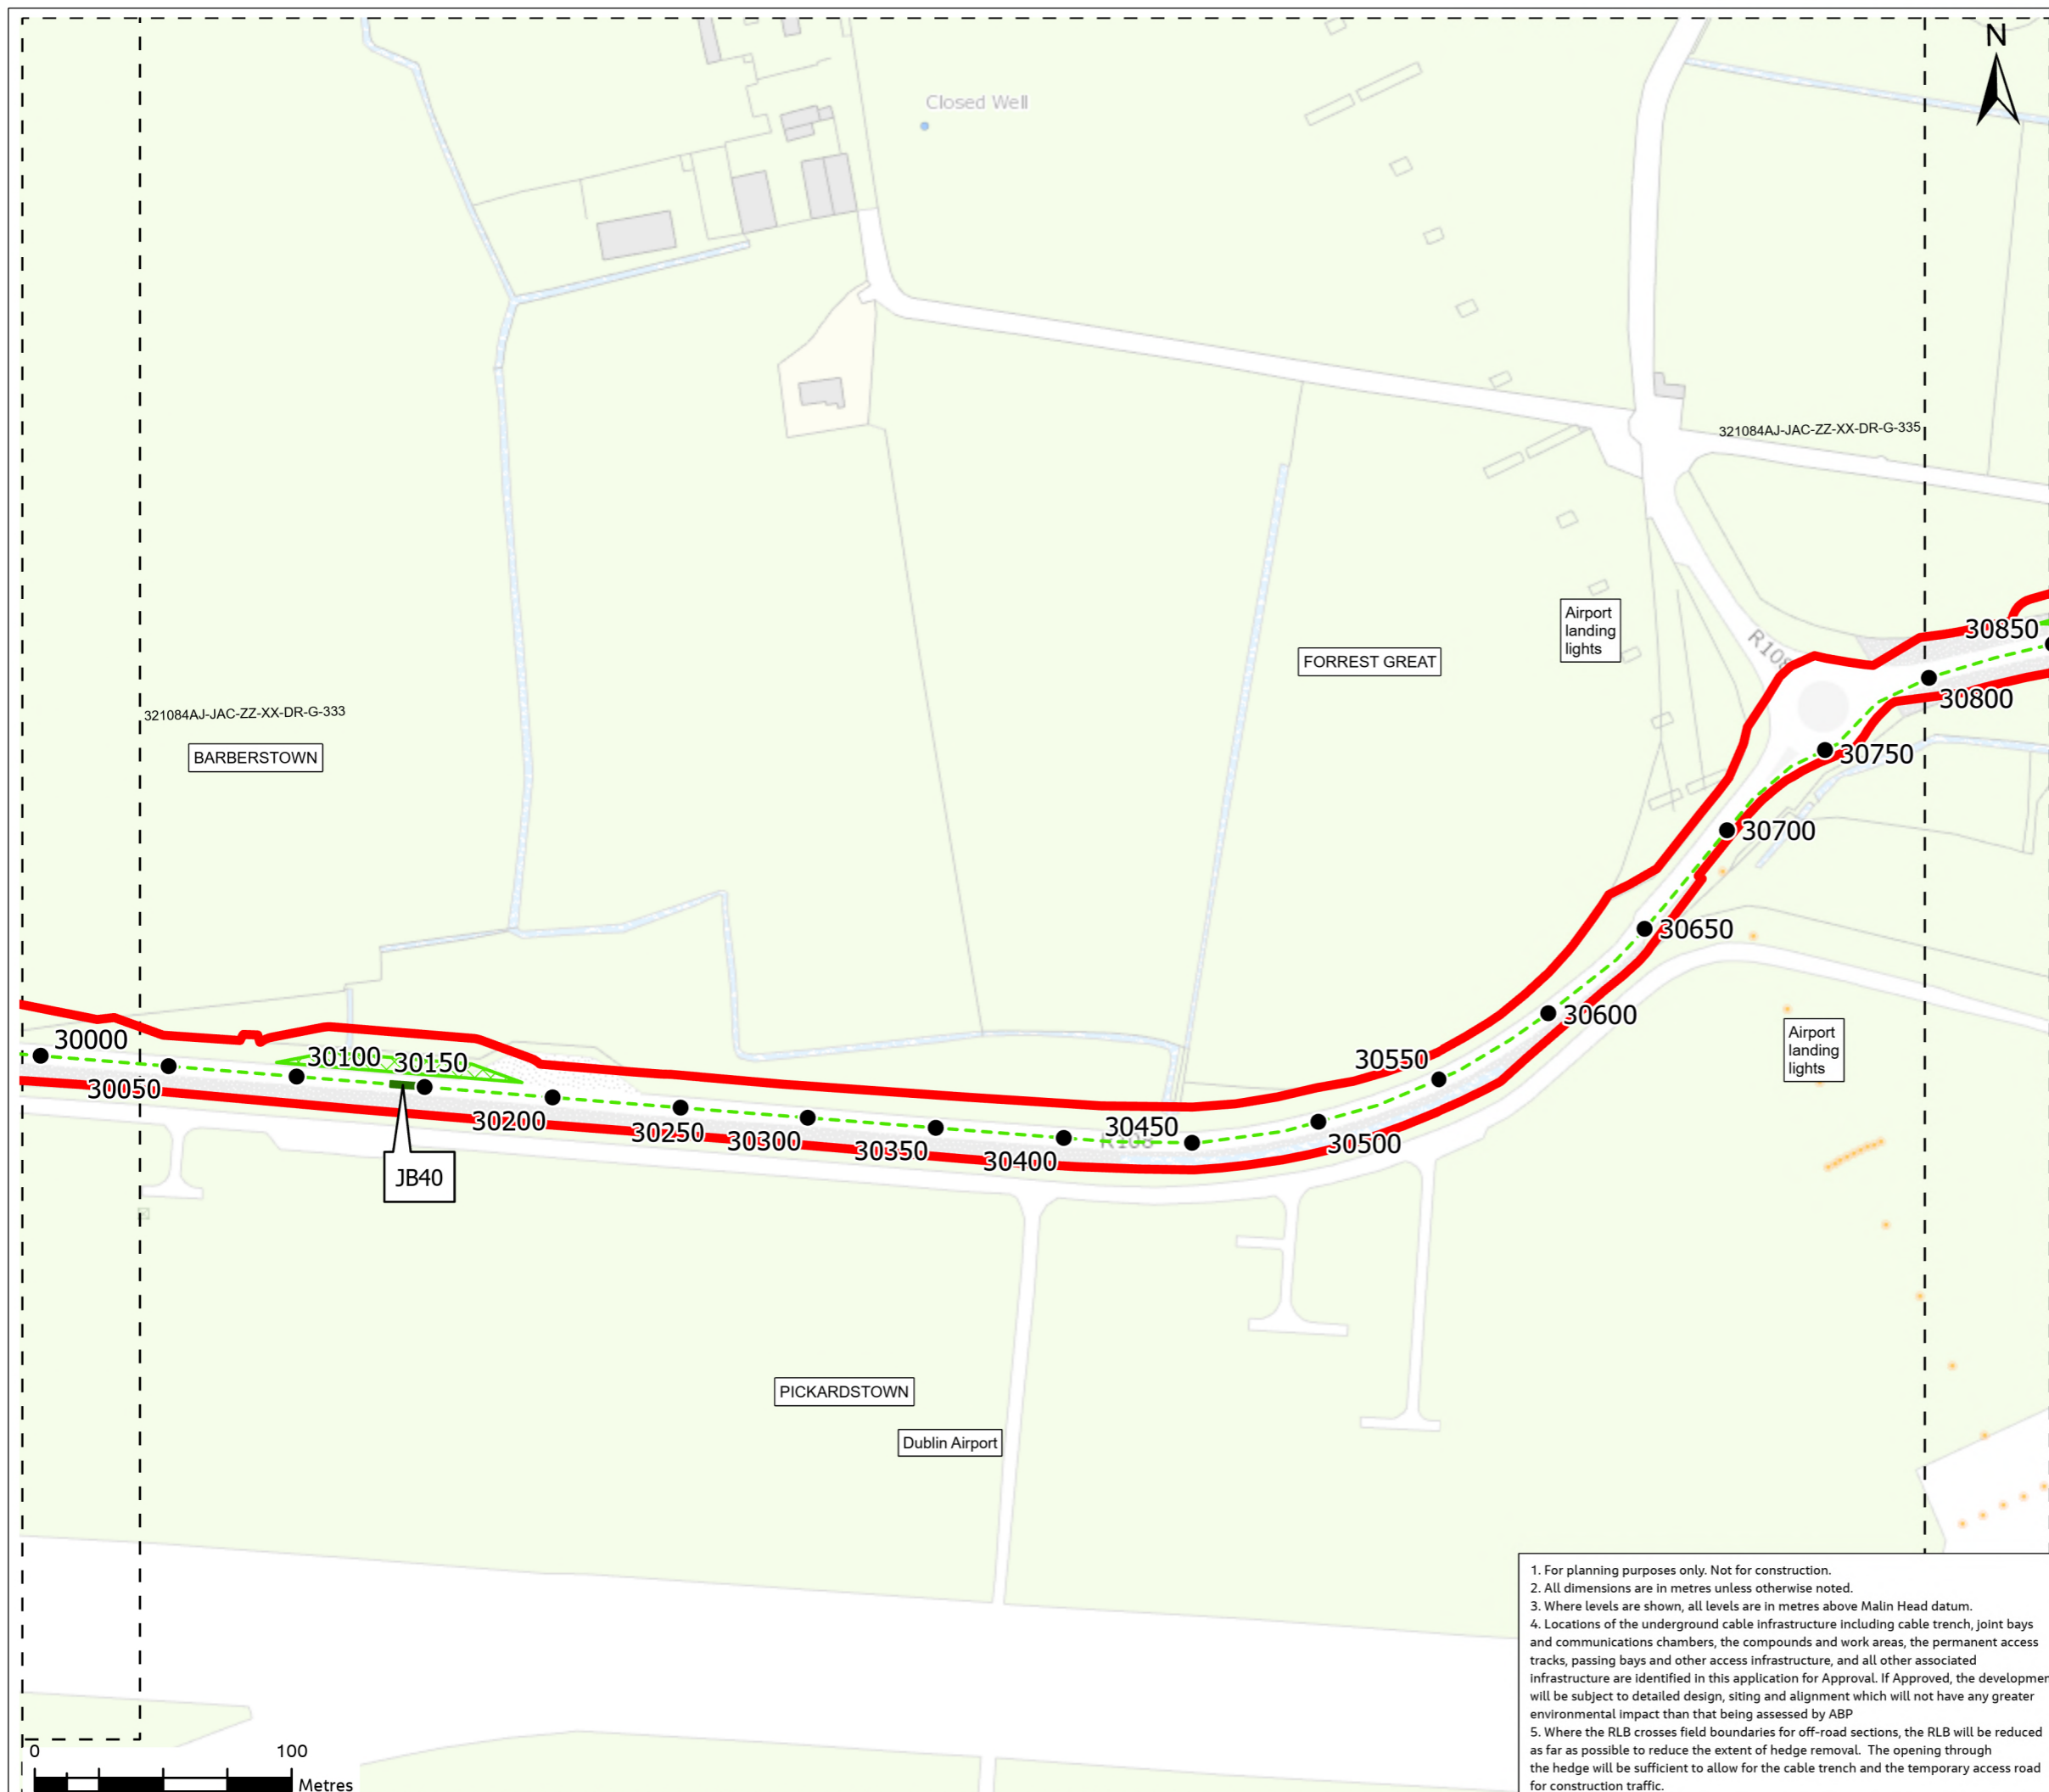 N
Closed Well
321084AJ-JAC-ZZ-XX-DR-G-335
Airport
landing
lights
R108
30850
FORREST GREAT
30800
321084AJ-JAC-ZZ-XX-DR-G-333
BARBERSTOWN
30750
30700
30650
30600
Airport
landing
lights
30000
30100
30150
30550
30050
30200
30250
30300
30350
30400
30450
R108
30500
JB40
PICKARDSTOWN
Dublin Airport
1. For planning purposes only. Not for construction.
2. All dimensions are in metres unless otherwise noted.
3. Where levels are shown, all levels are in metres above Malin Head datum.
4. Locations of the underground cable infrastructure including cable trench, joint bays
and communications chambers, the compounds and work areas, the permanent access
tracks, passing bays and other access infrastructure, and all other associated
infrastructure are identified in this application for Approval. If Approved, the developmen
will be subject to detailed design, siting and alignment which will not have any greater
environmental impact than that being assessed by ABP
5. Where the RLB crosses field boundaries for off-road sections, the RLB will be reduced
as far as possible to reduce the extent of hedge removal. The opening through
the hedge will be sufficient to allow for the cable trench and the temporary access road
for construction traffic.
0 100
Metres